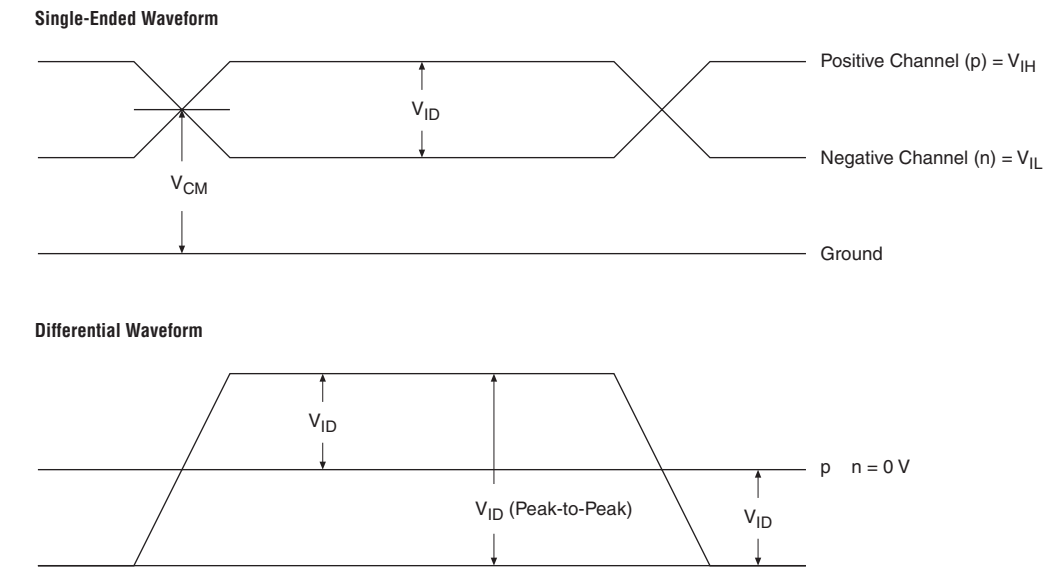 Single-Ended Waveform
Positive Channel (p) = VIH
VID
Negative Channel (n) = VIL
VCM
Ground
Differential Waveform
VID
p n = 0 V
VID (Peak-to-Peak)
VID